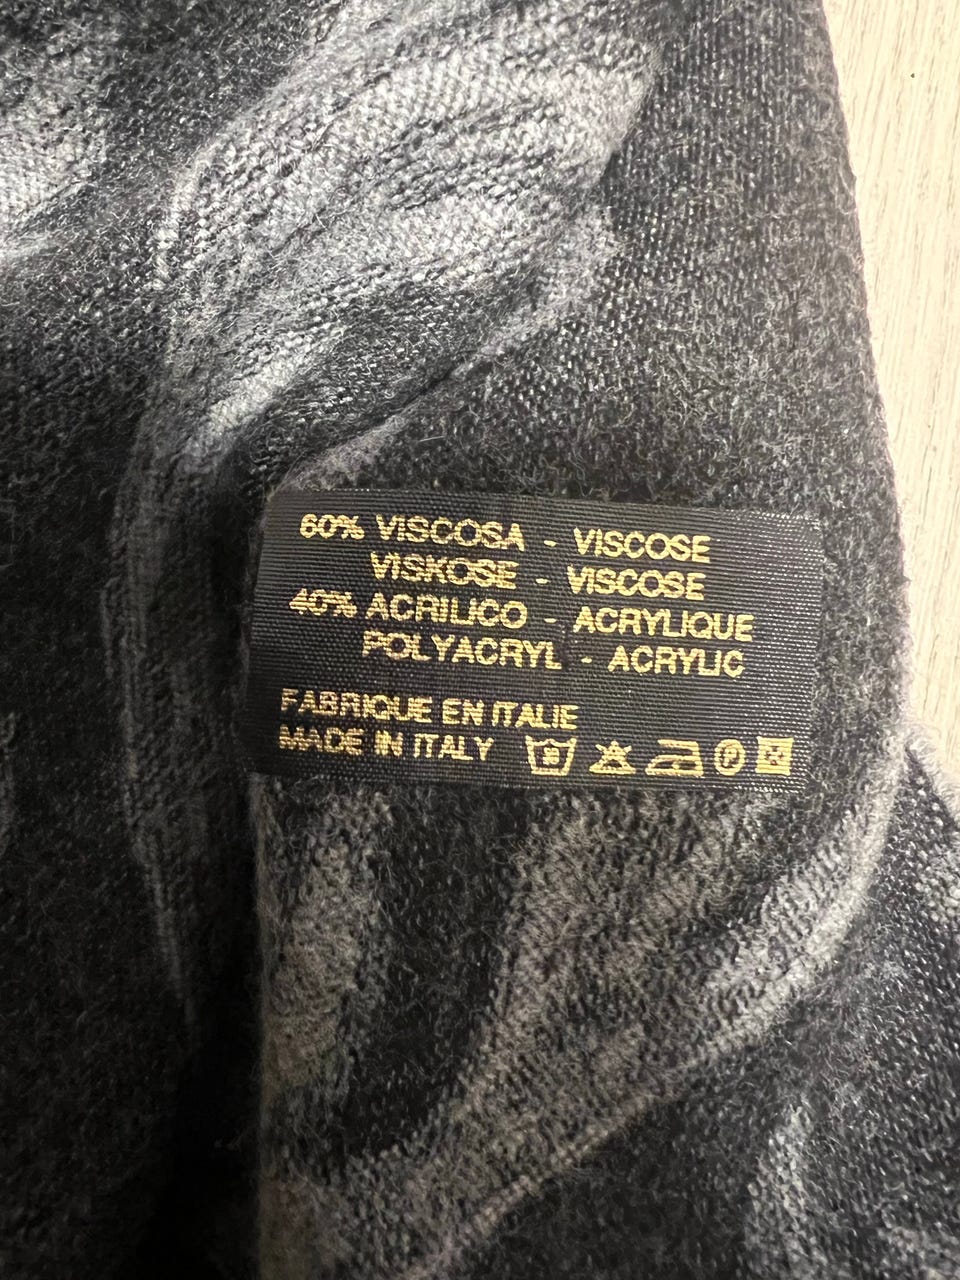 60% VISCOSA - VISCOSE
VISKOSE - VISCOSE
40% ACRILICO - ACRYLIQUE
POLYACRYL - ACRYLIC
FABRIQUE EN ITALIE
MADE IN ITALY P